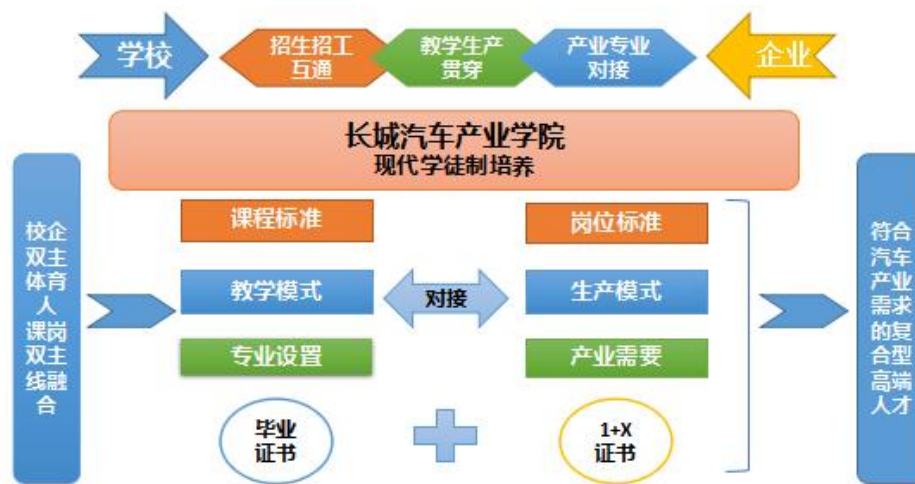 学校
招生招工
互通
教学生产
贯穿
产业专业
对接
企业
长城汽车产业学院
现代学徒制培养
校企
双主
体育
人
课岗
双主
线融
合
课程标准
岗位标准
教学模式
对接
生产模式
专业设置
产业需要
毕业
证书
1+X
证书
符合
汽车
产业
需求
的复
合型
高端
人才